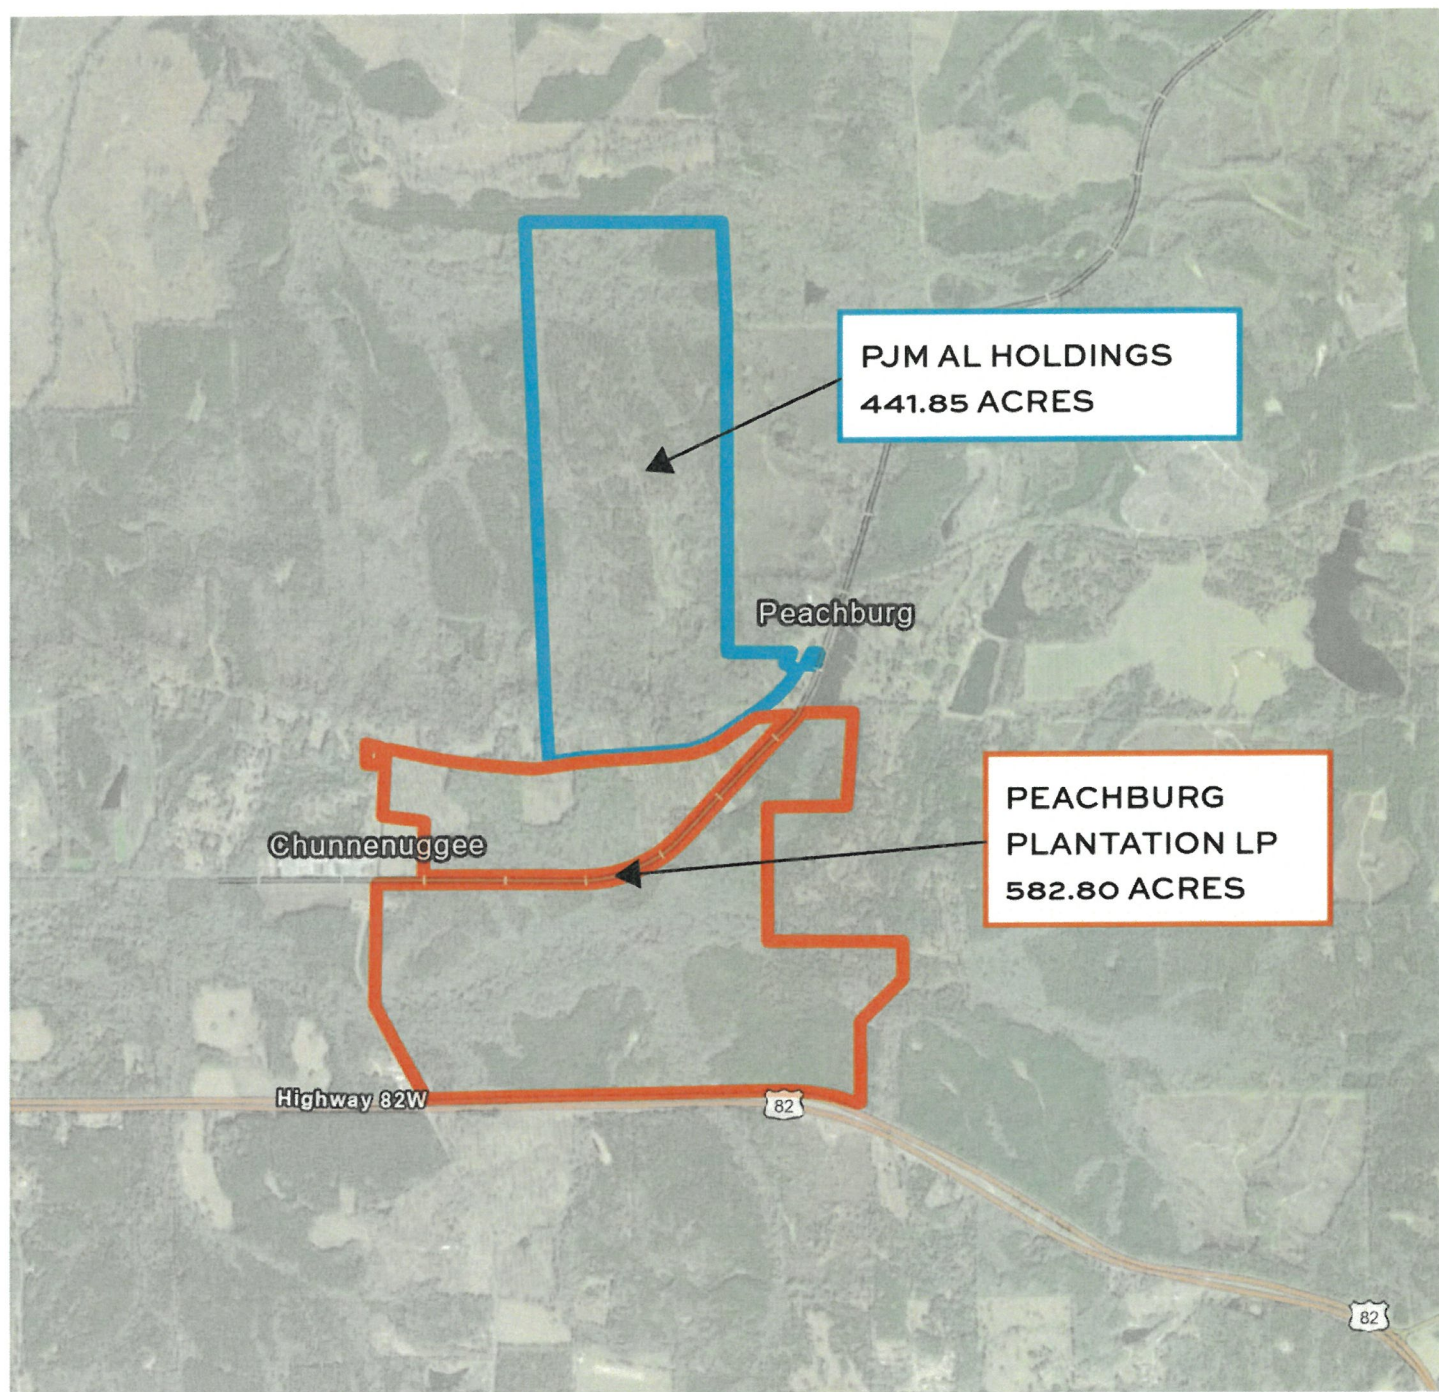 PJM AL HOLDINGS
441.85 ACRES
Peachburg
PEACHBURG
PLANTATION LP
582.80 ACRES
Chunnenuggee
Highway 82W
82
82